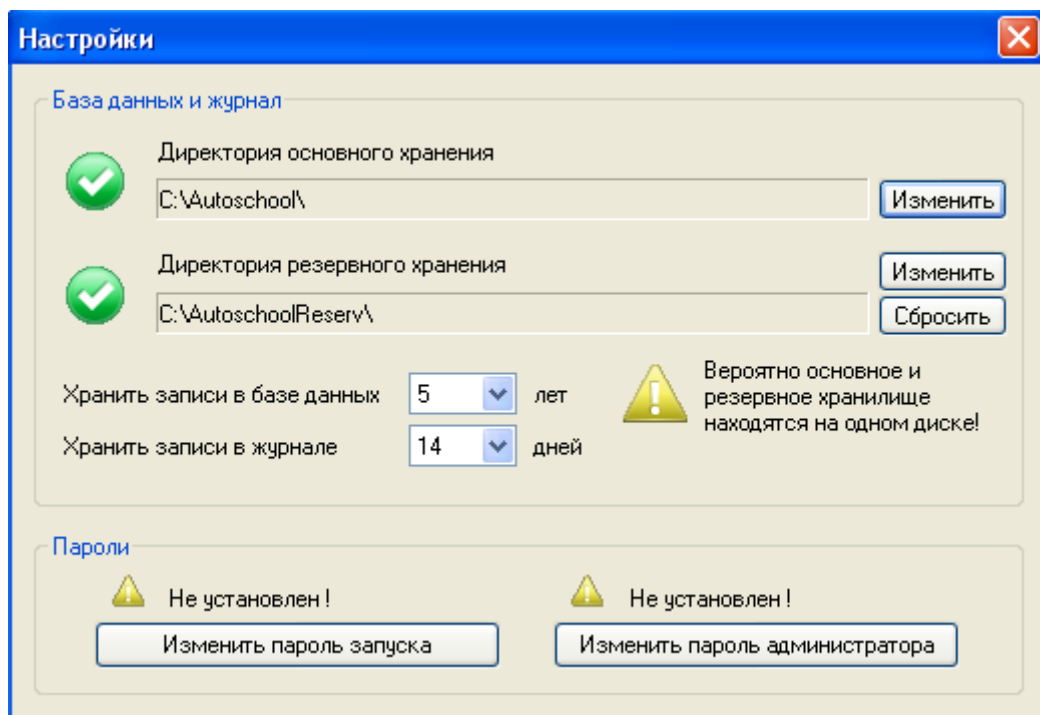 Настройки
База данных и журнал
Директория основного хранения
C:\Autoschool\
Изменить
Директория резервного хранения
Изменить
C:\AutoschoolReserv\
Сбросить
Хранить записи в базе данных 5 лет
Хранить записи в журнале 14 дней
Вероятно основное и
резервное хранилище
находятся на одном диске!
Пароли
Не установлен !
Изменить пароль запуска
Не установлен !
Изменить пароль администратора